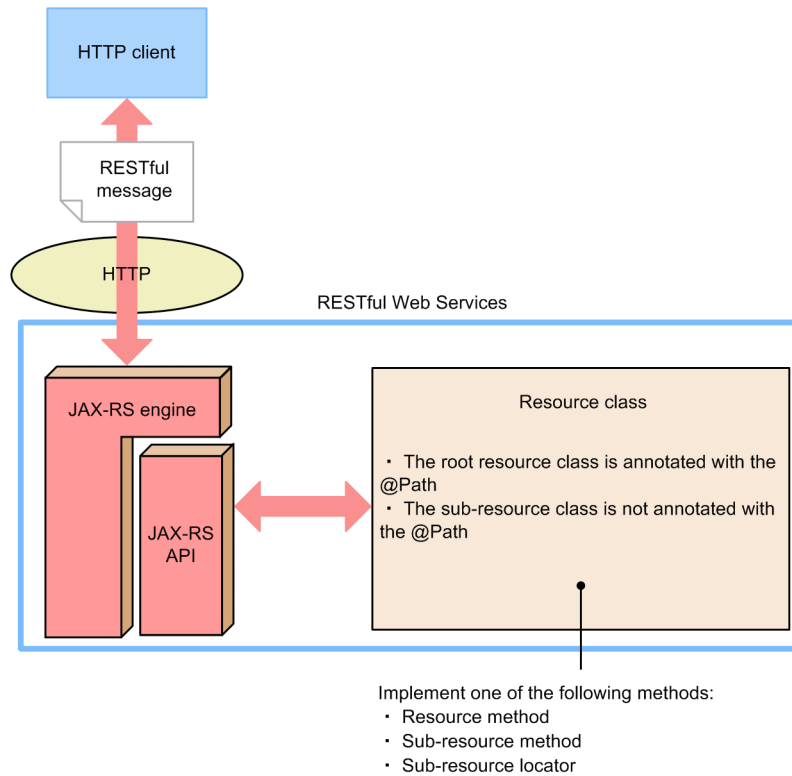 HTTP client
RESTful
message
HTTP
RESTful Web Services
JAX-RS engine
JAX-RS
API
Resource class
・ The root resource class is annotated with the
@Path
・ The sub-resource class is not annotated with
the @Path
Implement one of the following methods:
・ Resource method
・ Sub-resource method
・ Sub-resource locator